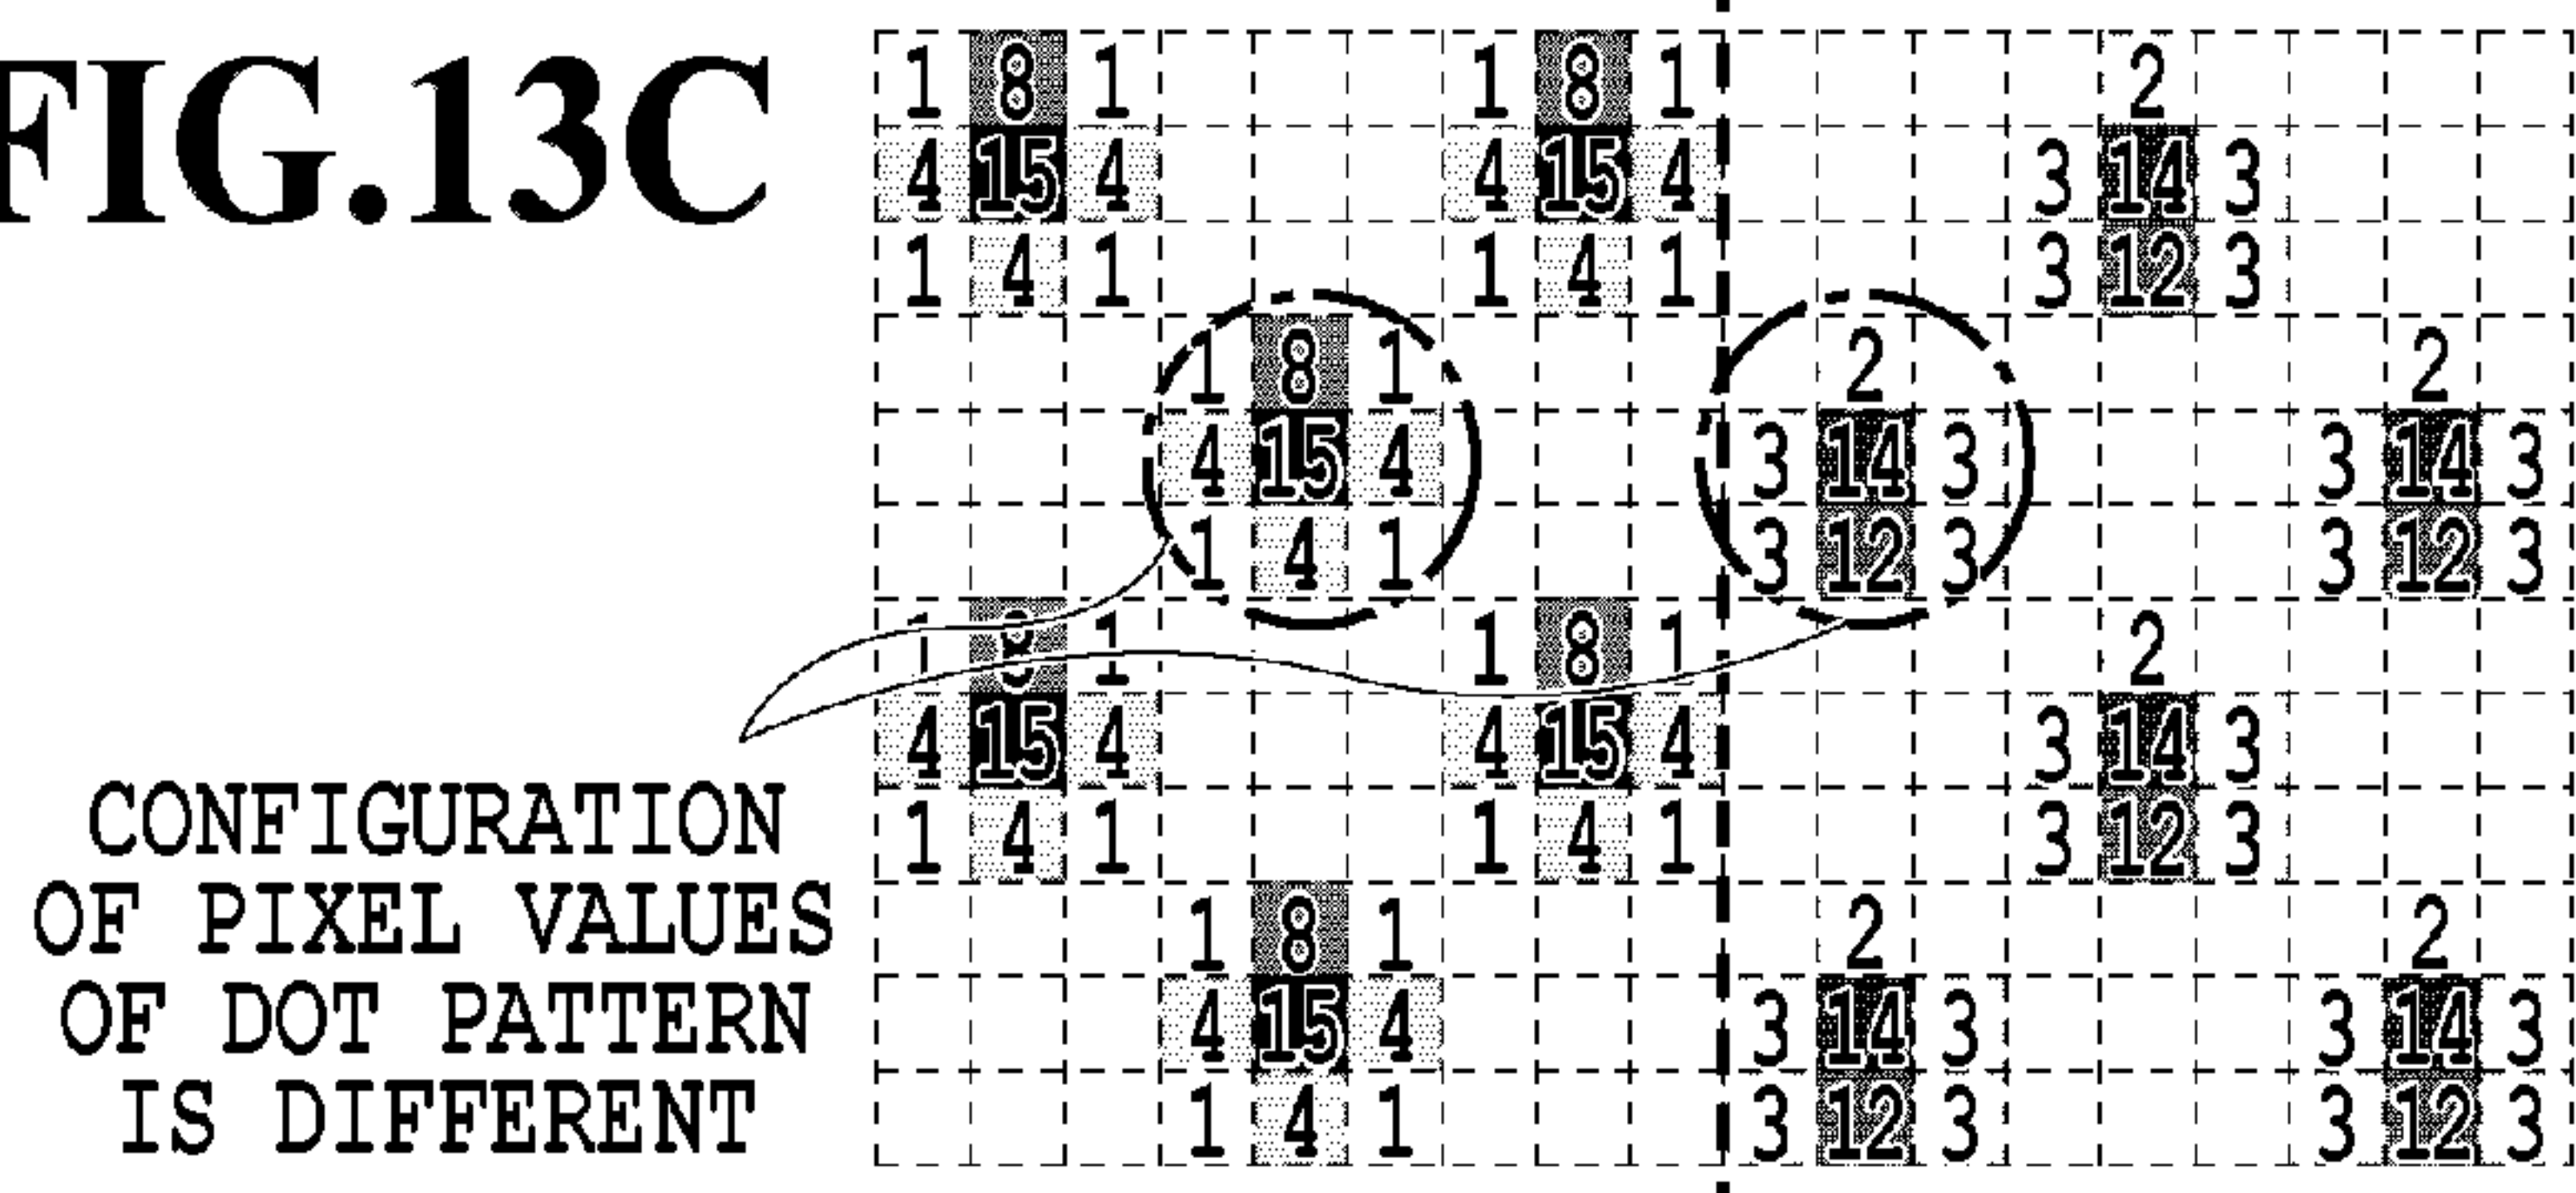 FIG.13C
1 8 1 1 8 1 2
4 15 4 4 15 4 3 14 3
1 4 1 1 4 1 3 12 3
1 8 1 2 2
4 15 4 3 14 3 3 14 3
1 4 1 3 12 3 3 12 3
1 8 1 1 8 1 2
4 15 4 4 15 4 3 14 3
1 4 1 1 4 1 3 12 3
1 8 1 2 2
4 15 4 3 14 3 3 14 3
1 4 1 3 12 3 3 12 3
CONFIGURATION
OF PIXEL VALUES
OF DOT PATTERN
IS DIFFERENT